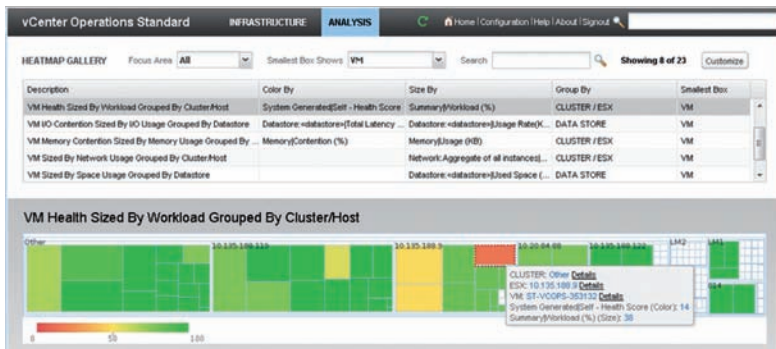 vCenter Operations Standard INFRASTRUCTURE ANALYSIS Home | Configuration | Help | About | Signout
HEATMAP GALLERY Focus Area All Smallest Box Shows VM Search Showing 8 of 23 Customize
Description Color By Size By Group By Smallest Box
VM Health Sized By Workload Grouped By Cluster/Host System Generated|Self - Health Score Summary|Workload (%) CLUSTER / ESX VM
VM I/O Contention Sized By I/O Usage Grouped By Datastore Datastore:<datastore>|Total Latency ... Datastore:<datastore>|Usage Rate(K... DATA STORE VM
VM Memory Contention Sized By Memory Usage Grouped By ... Memory|Contention (%) Memory|Usage (KB) CLUSTER / ESX VM
VM Sized By Network Usage Grouped By Cluster/Host Network:Aggregate of all instances|... CLUSTER / ESX VM
VM Sized By Space Usage Grouped By Datastore Datastore:<datastore>|Used Space (... DATA STORE VM
VM Health Sized By Workload Grouped By Cluster/Host
Other 10.135.188.110 10.135.188.9 10.20.84.88 10.135.188.122 LM2 LM1
CLUSTER: Other Details
ESX: 10.135.188.9 Details
VM: ST-VCOPS-353132 Details
System Generated|Self - Health Score (Color): 14
Summary|Workload (%) (Size): 38
0 50 100